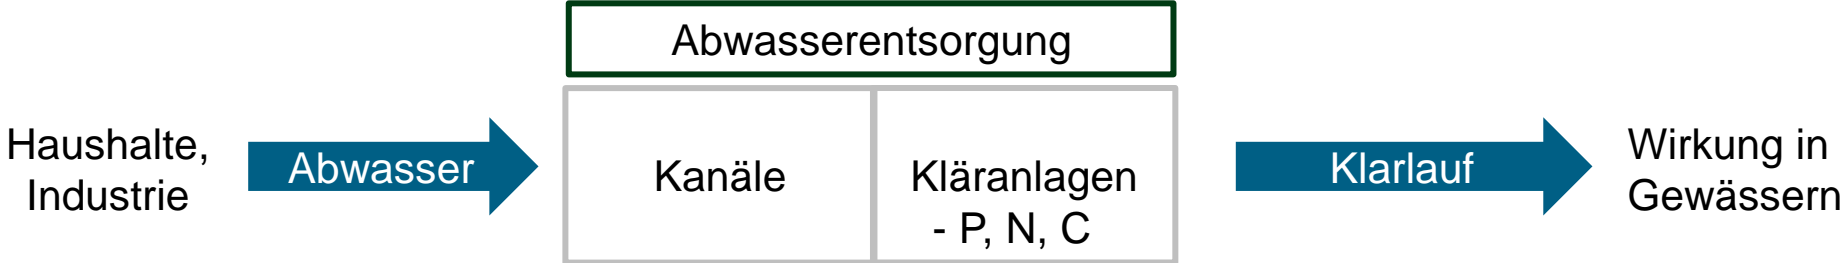 Abwasserentsorgung
Haushalte,
Industrie
Abwasser
Kanäle
Kläranlagen
- P, N, C
Klarlauf
Wirkung in
Gewässern